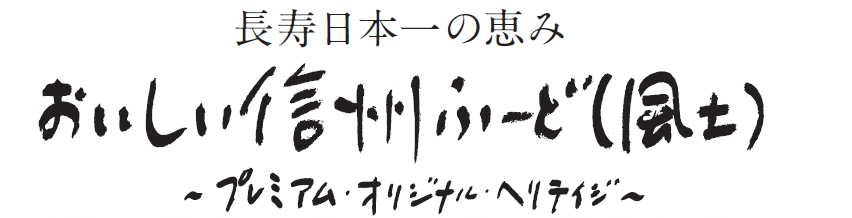 長寿日本一の恵み
おいしい信州ふーど(風土)
~プレミアム・オリジナル・ヘリテイジ~